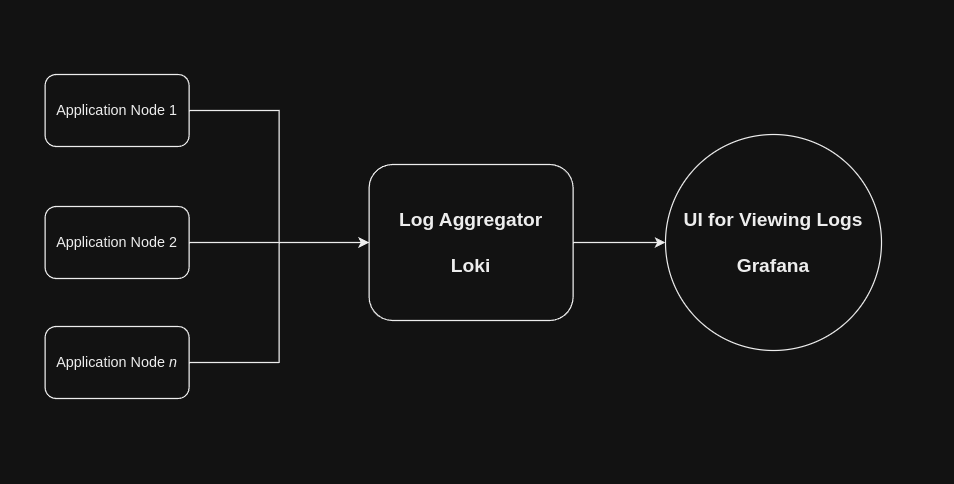 Application Node 1
Application Node 2
Application Node n
Log Aggregator
Loki
UI for Viewing Logs
Grafana